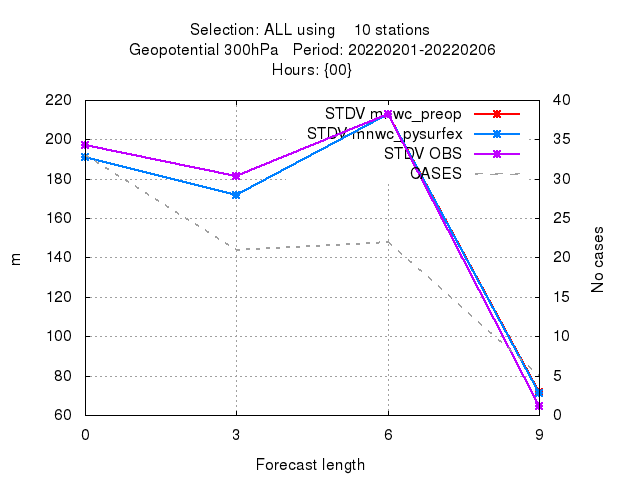 Selection: ALL using 10 stations
Geopotential 300hPa Period: 20220201-20220206
Hours: {00}
220
200
180
160
140
120
100
80
60
40
35
30
25
20
15
10
5
0
STDV mnwc_preop
STDV mnwc_pysurfex
STDV OBS
CASES
m
No cases
0 3 6 9
Forecast length